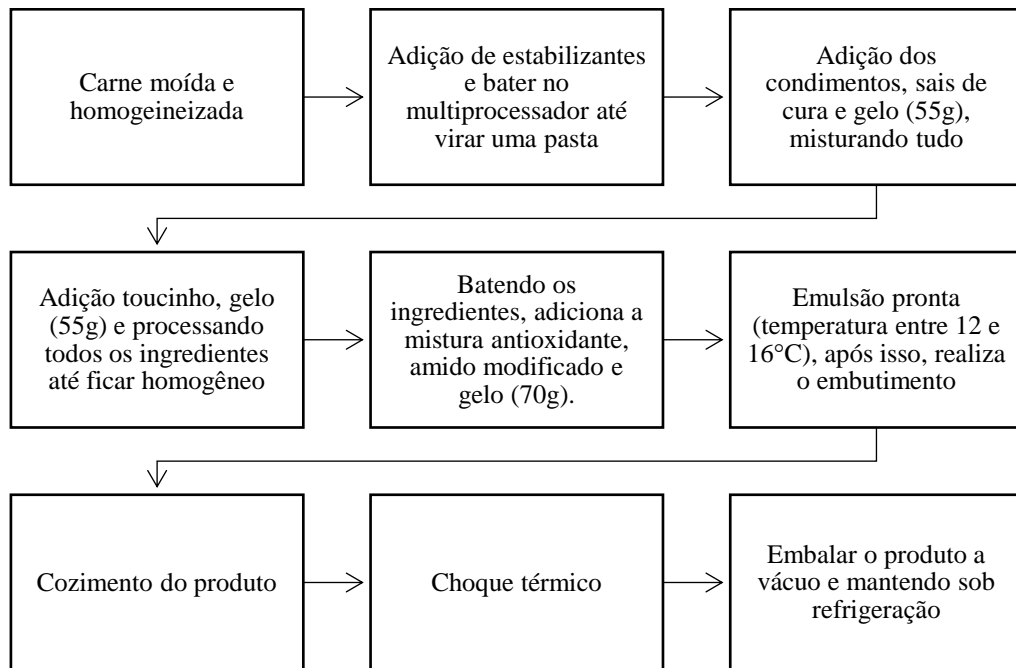 Carne moída e
homogeineizada
Adição de estabilizantes
e bater no
multiprocessador até
virar uma pasta
Adição dos
condimentos, sais de
cura e gelo (55g),
misturando tudo
Adição toucinho, gelo
(55g) e processando
todos os ingredientes
até ficar homogêneo
Batendo os
ingredientes, adiciona a
mistura antioxidante,
amido modificado e
gelo (70g).
Emulsão pronta
(temperatura entre 12 e
16°C), após isso, realiza
o embutimento
Cozimento do produto
Choque térmico
Embalar o produto a
vácuo e mantendo sob
refrigeração